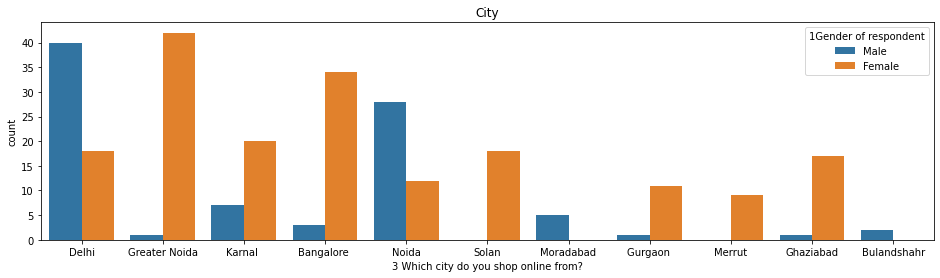 City
1Gender of respondent
Male
Female
count
40
35
30
25
20
15
10
5
0
Delhi Greater Noida Karnal Bangalore Noida Solan Moradabad Gurgaon Merrut Ghaziabad Bulandshahr
3 Which city do you shop online from?